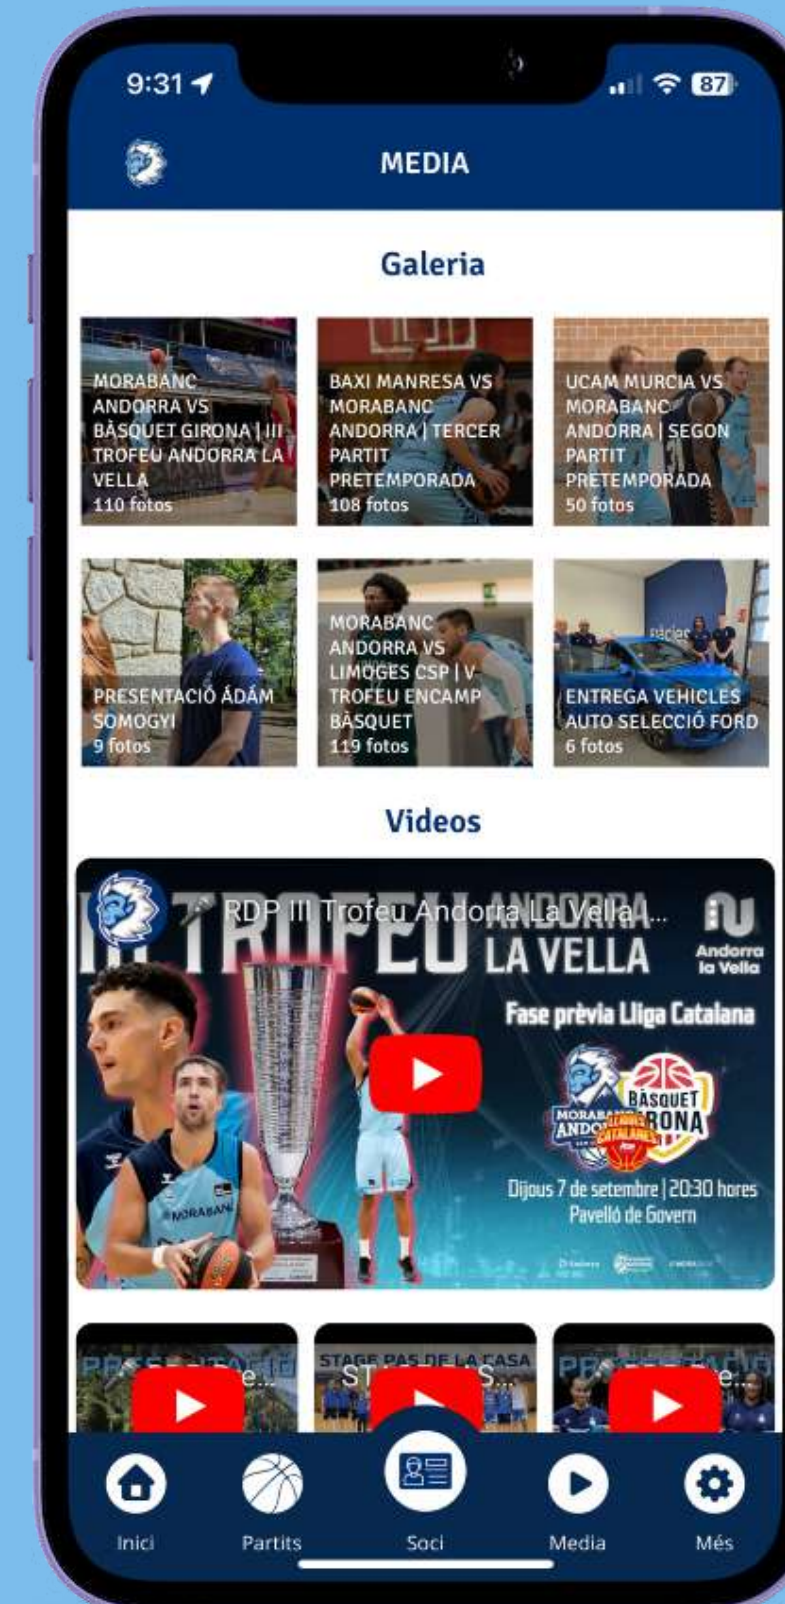 9:31
87
MEDIA
Galeria
MORABANC
ANDORRA VS
BÀSQUET GIRONA | III
TROFEU ANDORRA LA
VELLA
110 fotos
BAXI MANRESA VS
MORABANC
ANDORRA | TERCER
PARTIT
PRETEMPORADA
108 fotos
UCAM MURCIA VS
MORABANC
ANDORRA | SEGON
PARTIT
PRETEMPORADA
50 fotos
PRESENTACIÓ ÁDÁM
SOMOGYI
9 fotos
MORABANC
ANDORRA VS
LIMOGES CSP | V
TROFEU ENCAMP
BÀSQUET
119 fotos
ENTREGA VEHICLES
AUTO SELECCIÓ FORD
6 fotos
Videos
RDP III Trofeu Andorra La Vella |...
III TROFEU ANDORRA
LA VELLA
Andorra
la Vella
Fase prèvia Lliga Catalana
BÀSQUET
Dijous 7 de setembre | 20:30 hores
Pavelló de Govern
MORABANC
STAGE PAS DE LA CASA
Inici
Partits
Soci
Media
Més